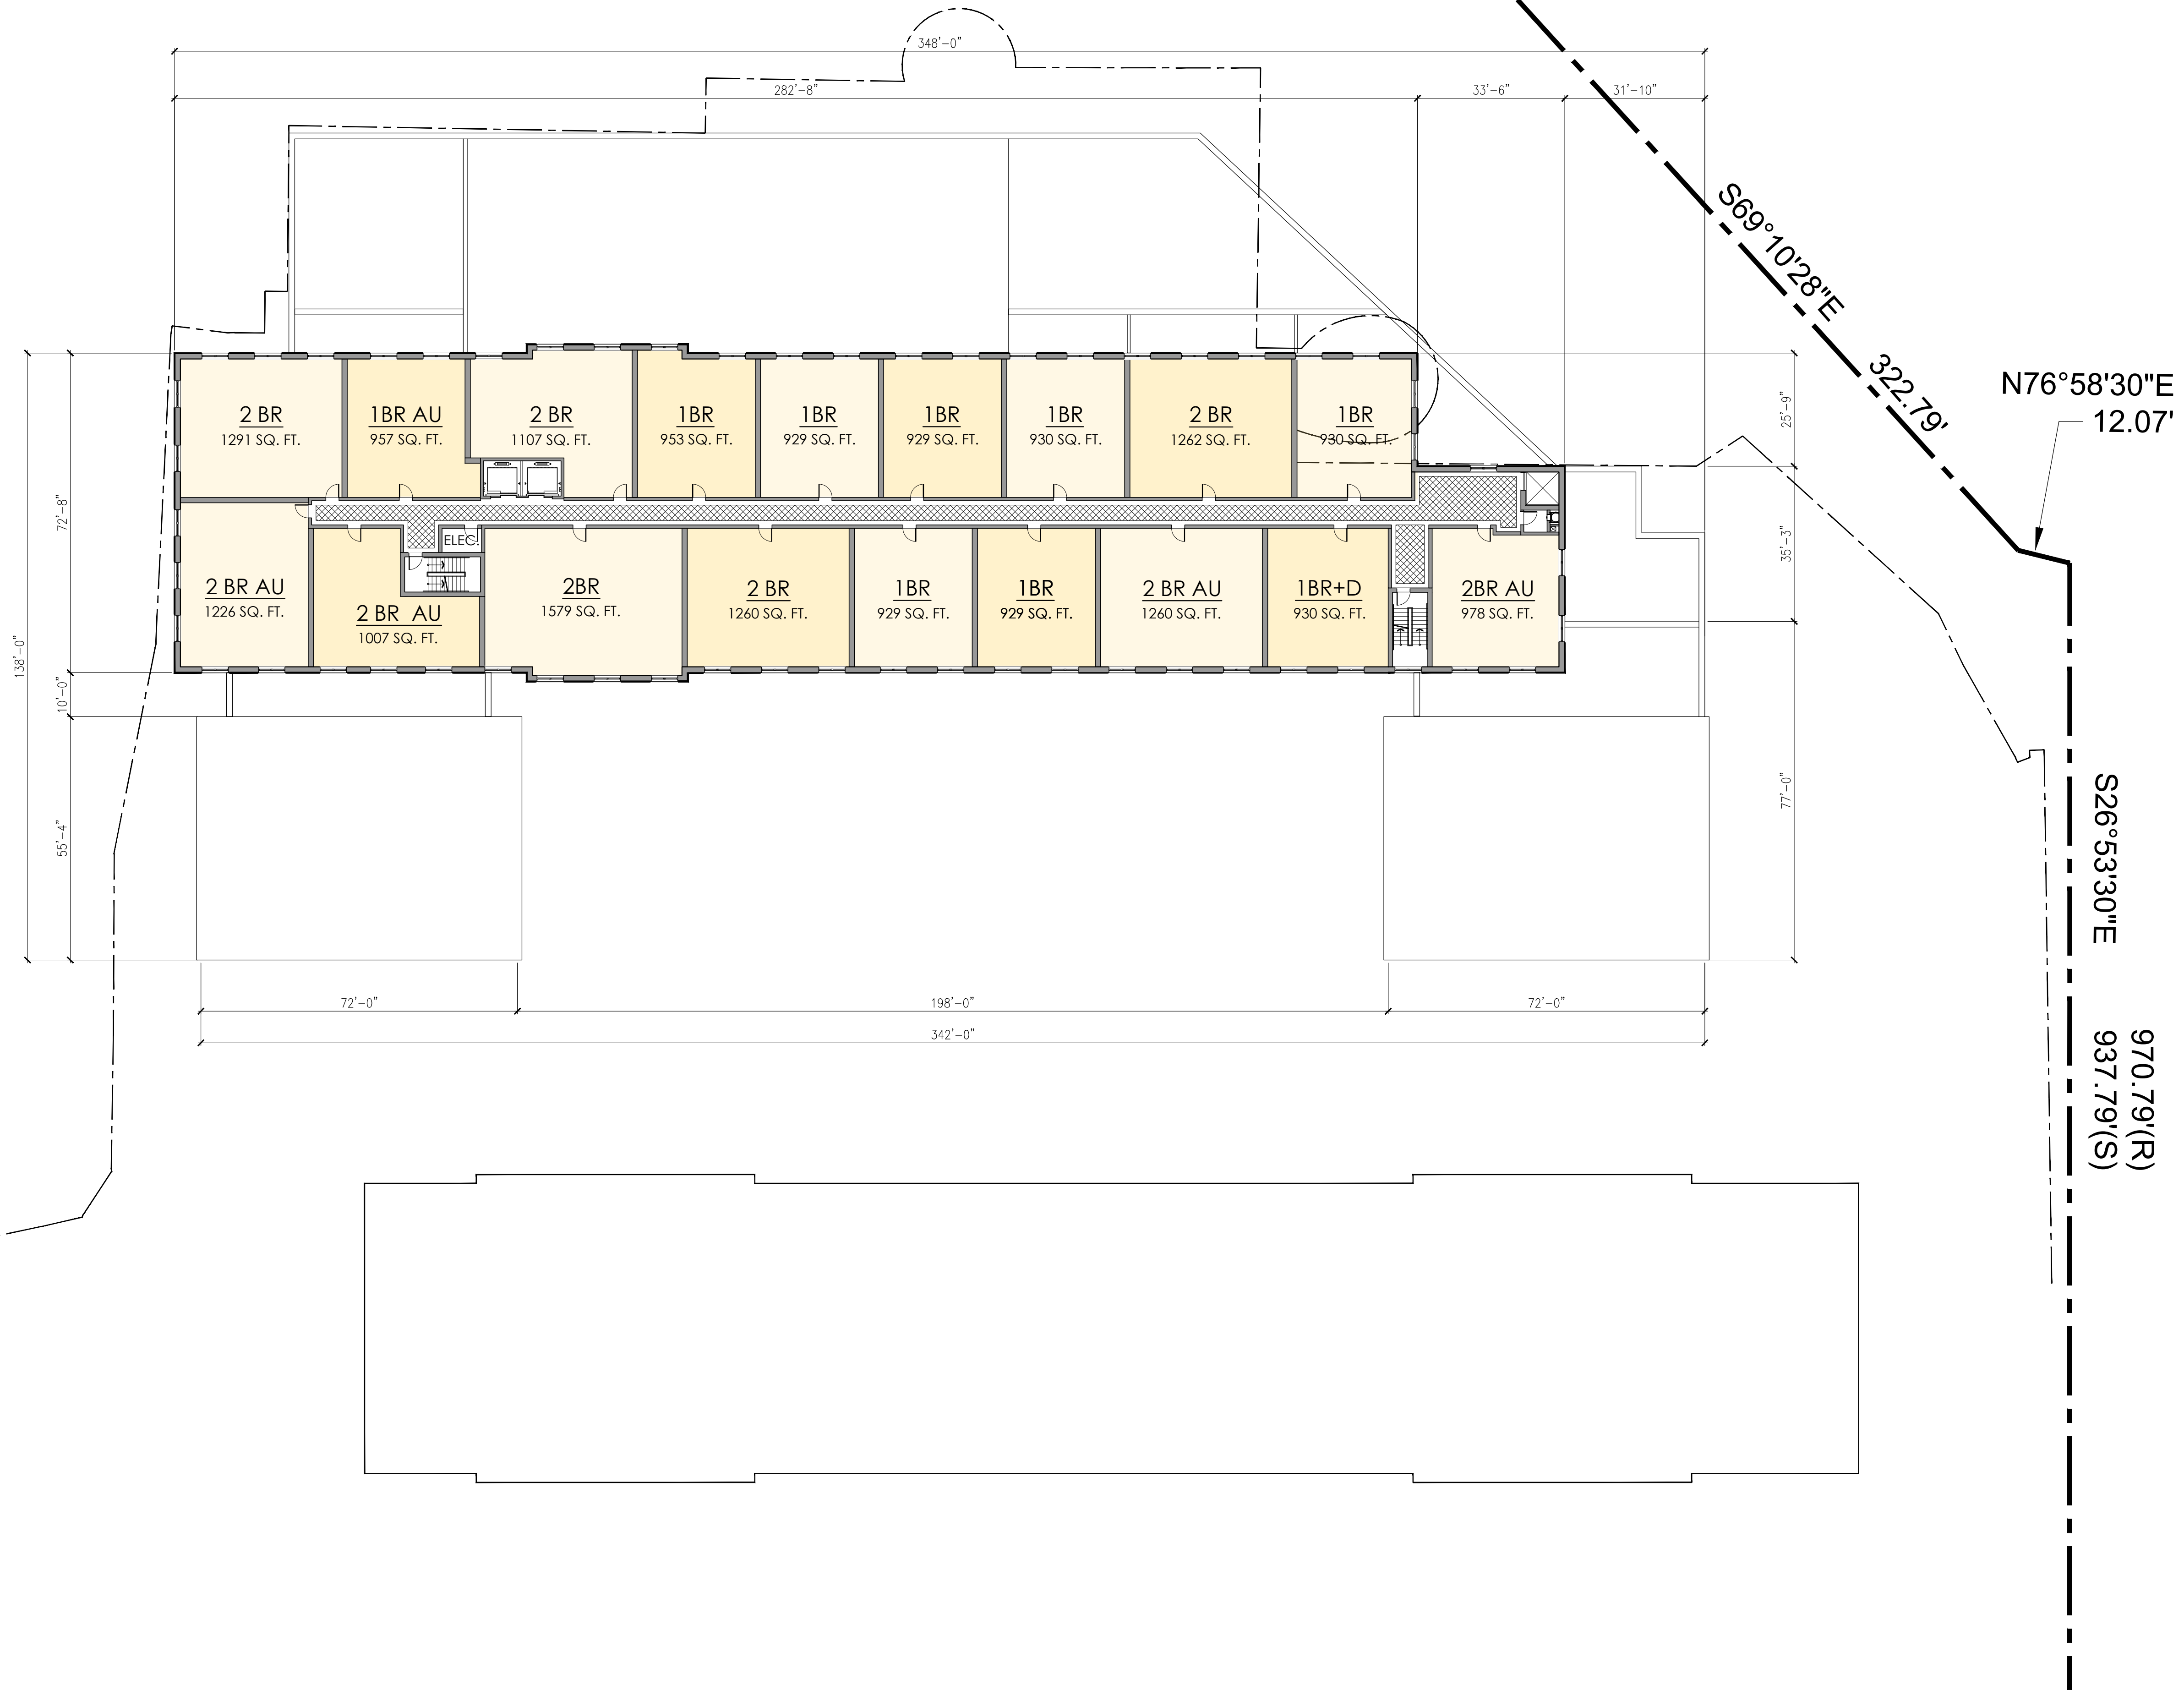 348'-0"
282'-8"
33'-6"
31'-10"
S69°10'28"E
322.79'
N76°58'30"E
12.07'
25'-9"
35'-3"
77'-0"
72'-8"
138'-0"
10'-0"
55'-4"
2 BR
1291 SQ. FT.
1BR AU
957 SQ. FT.
2 BR
1107 SQ. FT.
1BR
953 SQ. FT.
1BR
929 SQ. FT.
1BR
929 SQ. FT.
1BR
930 SQ. FT.
2 BR
1262 SQ. FT.
1BR
930 SQ. FT.
ELEC.
2 BR AU
1226 SQ. FT.
2 BR AU
1007 SQ. FT.
2BR
1579 SQ. FT.
2 BR
1260 SQ. FT.
1BR
929 SQ. FT.
1BR
929 SQ. FT.
2 BR AU
1260 SQ. FT.
1BR+D
930 SQ. FT.
2BR AU
978 SQ. FT.
72'-0"
198'-0"
72'-0"
342'-0"
S26°53'30"E
970.79'(R)
937.79'(S)